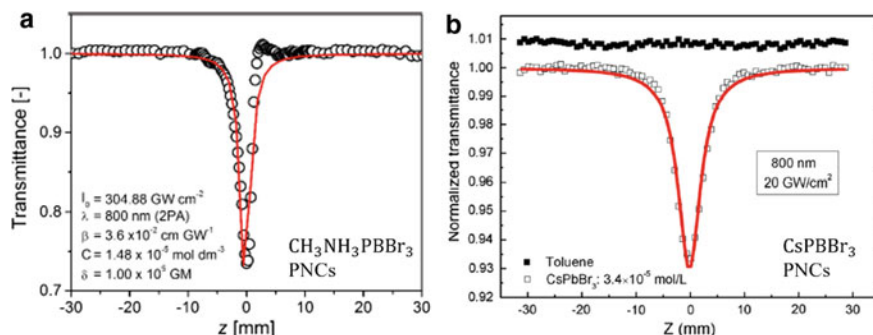 a
1.0
0.9
0.8
0.7
Transmittance [-]
I₀ = 304.88 GW cm⁻²
λ = 800 nm (2PA)
β = 3.6 x10⁻² cm GW⁻¹
C = 1.48 x 10⁻⁵ mol dm⁻³
δ = 1.00 x 10⁵ GM
CH₃NH₃PBBr₃
PNCs
-30 -20 -10 0 10 20 30
z [mm]
b
1.01
1.00
0.99
0.98
0.97
0.96
0.95
0.94
0.93
0.92
Normalized transmittance
800 nm
20 GW/cm²
Toluene
CsPbBr₃: 3.4×10⁻⁵ mol/L
CsPBBr₃
PNCs
-30 -20 -10 0 10 20 30
Z (mm)